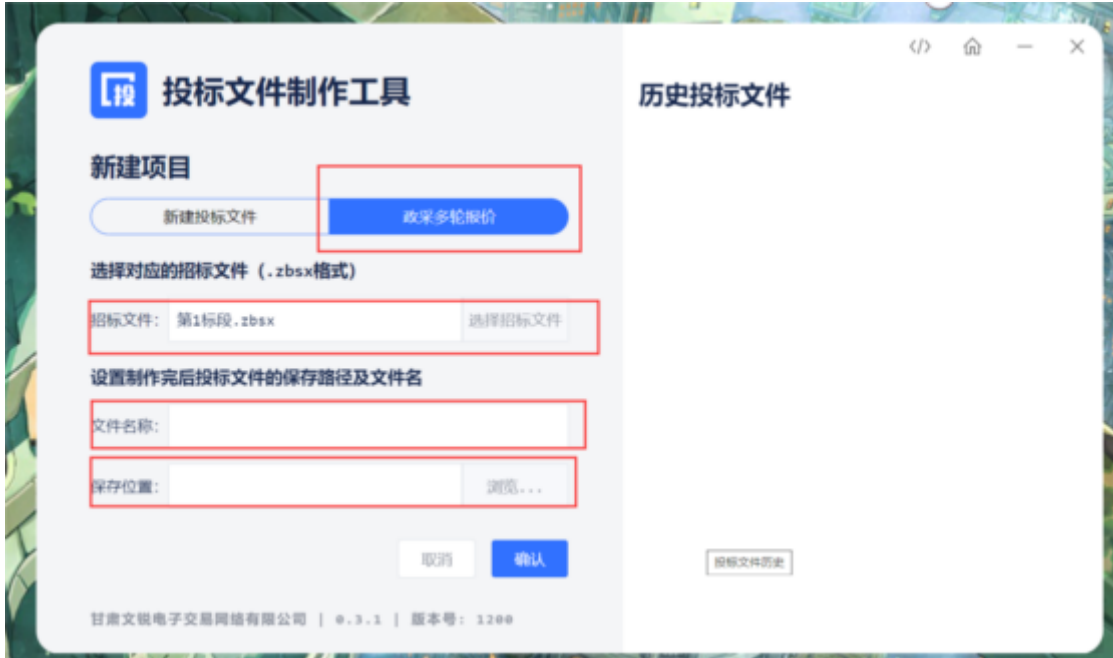 投
投标文件制作工具
新建项目
新建投标文件
政采多轮报价
选择对应的招标文件（.zbsx格式）
招标文件：
第1标段.zbsx
选择招标文件
设置制作完后投标文件的保存路径及文件名
文件名称：
保存位置：
浏览...
取消
确认
甘肃文锐电子交易网络有限公司 | 0.3.1 | 版本号: 1200
历史投标文件
投标文件历史